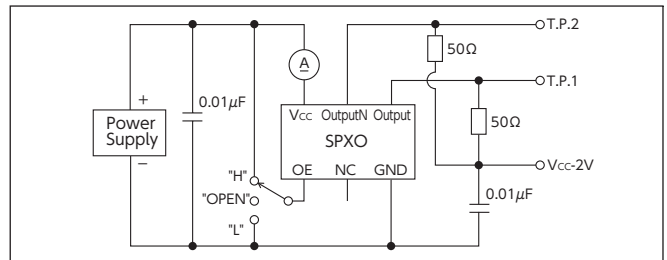 T.P.2
50Ω
A
T.P.1
+
0.01μF
Vcc OutputN Output
50Ω
Power
Supply
SPXO
−
OE NC GND
Vcc-2V
"H"
"OPEN"
0.01μF
"L"